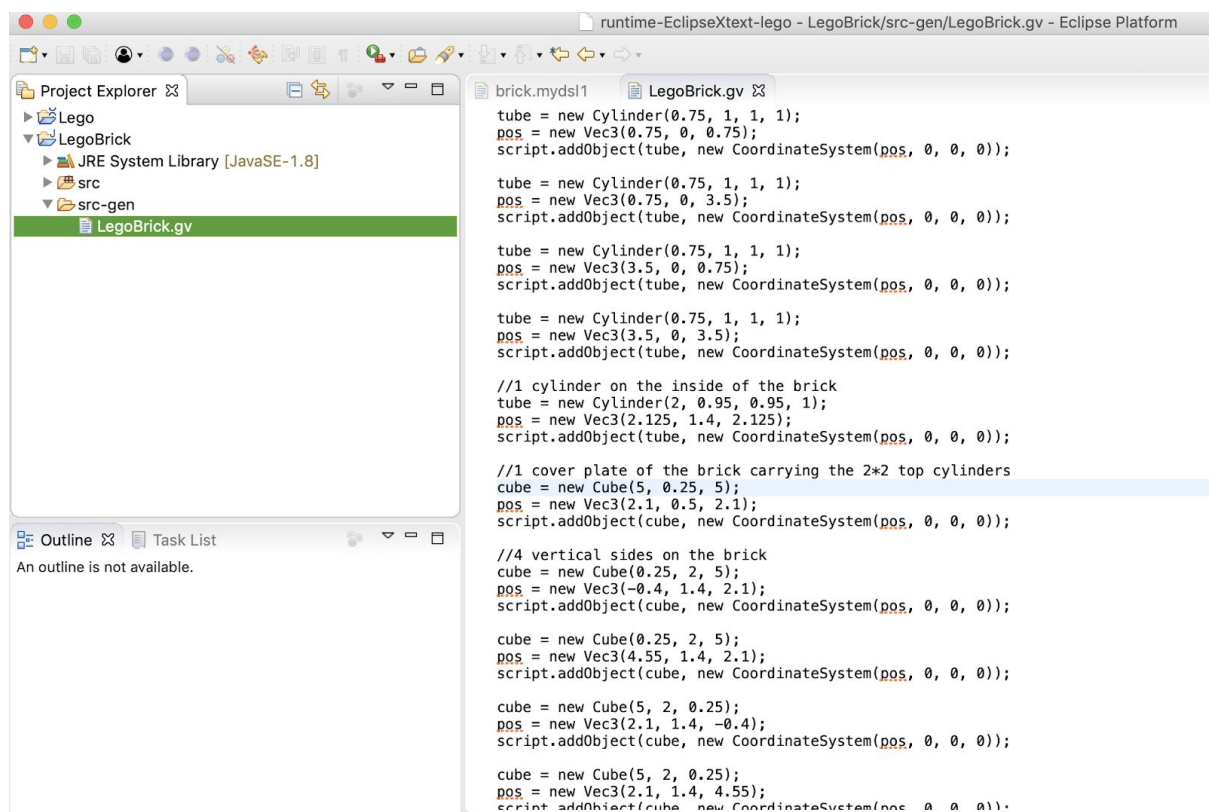 runtime-EclipseXtext-lego - LegoBrick/src-gen/LegoBrick.gv - Eclipse Platform
Project Explorer
Lego
LegoBrick
JRE System Library [JavaSE-1.8]
src
src-gen
LegoBrick.gv
Outline
Task List
An outline is not available.
brick.mydsl1
LegoBrick.gv
tube = new Cylinder(0.75, 1, 1, 1);
pos = new Vec3(0.75, 0, 0.75);
script.addObject(tube, new CoordinateSystem(pos, 0, 0, 0));
tube = new Cylinder(0.75, 1, 1, 1);
pos = new Vec3(0.75, 0, 3.5);
script.addObject(tube, new CoordinateSystem(pos, 0, 0, 0));
tube = new Cylinder(0.75, 1, 1, 1);
pos = new Vec3(3.5, 0, 0.75);
script.addObject(tube, new CoordinateSystem(pos, 0, 0, 0));
tube = new Cylinder(0.75, 1, 1, 1);
pos = new Vec3(3.5, 0, 3.5);
script.addObject(tube, new CoordinateSystem(pos, 0, 0, 0));
//1 cylinder on the inside of the brick
tube = new Cylinder(2, 0.95, 0.95, 1);
pos = new Vec3(2.125, 1.4, 2.125);
script.addObject(tube, new CoordinateSystem(pos, 0, 0, 0));
//1 cover plate of the brick carrying the 2*2 top cylinders
cube = new Cube(5, 0.25, 5);
pos = new Vec3(2.1, 0.5, 2.1);
script.addObject(cube, new CoordinateSystem(pos, 0, 0, 0));
//4 vertical sides on the brick
cube = new Cube(0.25, 2, 5);
pos = new Vec3(-0.4, 1.4, 2.1);
script.addObject(cube, new CoordinateSystem(pos, 0, 0, 0));
cube = new Cube(0.25, 2, 5);
pos = new Vec3(4.55, 1.4, 2.1);
script.addObject(cube, new CoordinateSystem(pos, 0, 0, 0));
cube = new Cube(5, 2, 0.25);
pos = new Vec3(2.1, 1.4, -0.4);
script.addObject(cube, new CoordinateSystem(pos, 0, 0, 0));
cube = new Cube(5, 2, 0.25);
pos = new Vec3(2.1, 1.4, 4.55);
script.addObject(cube, new CoordinateSystem(pos, 0, 0, 0));